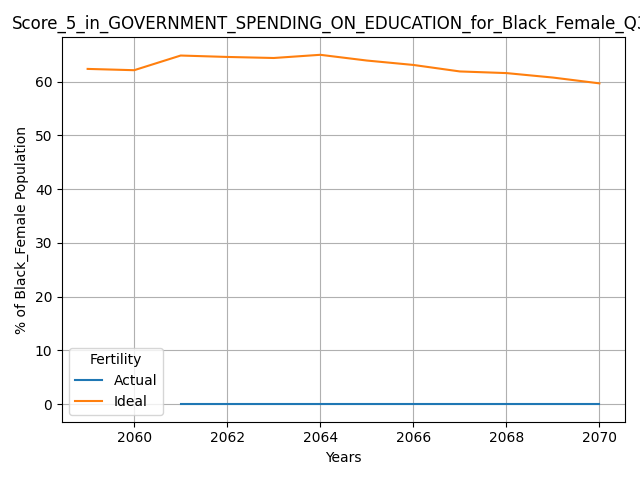 Score_5_in_GOVERNMENT_SPENDING_ON_EDUCATION_for_Black_Female_Q3
% of Black_Female Population
60
50
40
30
20
10
0
Fertility
Actual
Ideal
2060 2062 2064 2066 2068 2070
Years